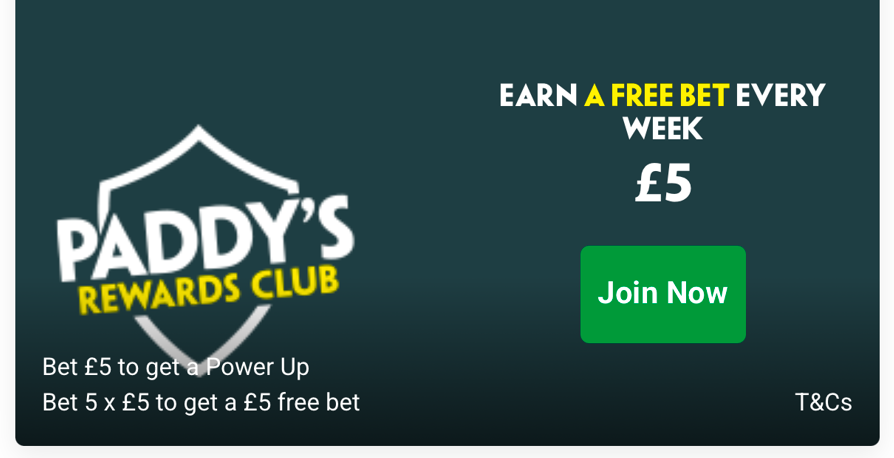 EARN A FREE BET EVERY
WEEK
£5
PADDY'S
REWARDS CLUB
Join Now
Bet £5 to get a Power Up
Bet 5 x £5 to get a £5 free bet
T&Cs